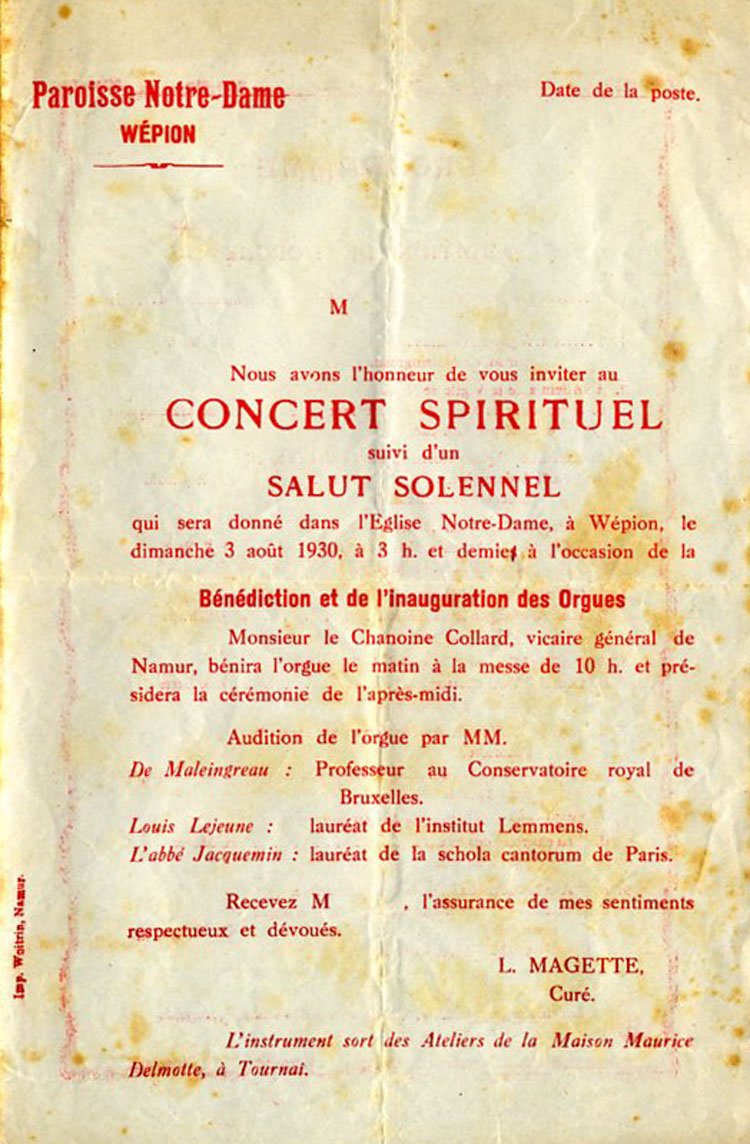 Paroisse Notre-Dame
WÉPION
Date de la poste.
M
Nous avons l'honneur de vous inviter au
CONCERT SPIRITUEL
suivi d'un
SALUT SOLENNEL
qui sera donné dans l'Eglise Notre-Dame, à Wépion, le
dimanche 3 août 1930, à 3 h. et demie, à l'occasion de la
Bénédiction et de l'inauguration des Orgues
Monsieur le Chanoine Collard, vicaire général de
Namur, bénira l'orgue le matin à la messe de 10 h. et pré-
sidera la cérémonie de l'après-midi.
Audition de l'orgue par MM.
De Maleingreau : Professeur au Conservatoire royal de
Bruxelles.
Louis Lejeune : lauréat de l'institut Lemmens.
L'abbé Jacquemin : lauréat de la schola cantorum de Paris.
Recevez M , l'assurance de mes sentiments
respectueux et dévoués.
L. MAGETTE,
Curé.
L'instrument sort des Ateliers de la Maison Maurice
Delmotte, à Tournai.
Imp. Woitrin, Namur.